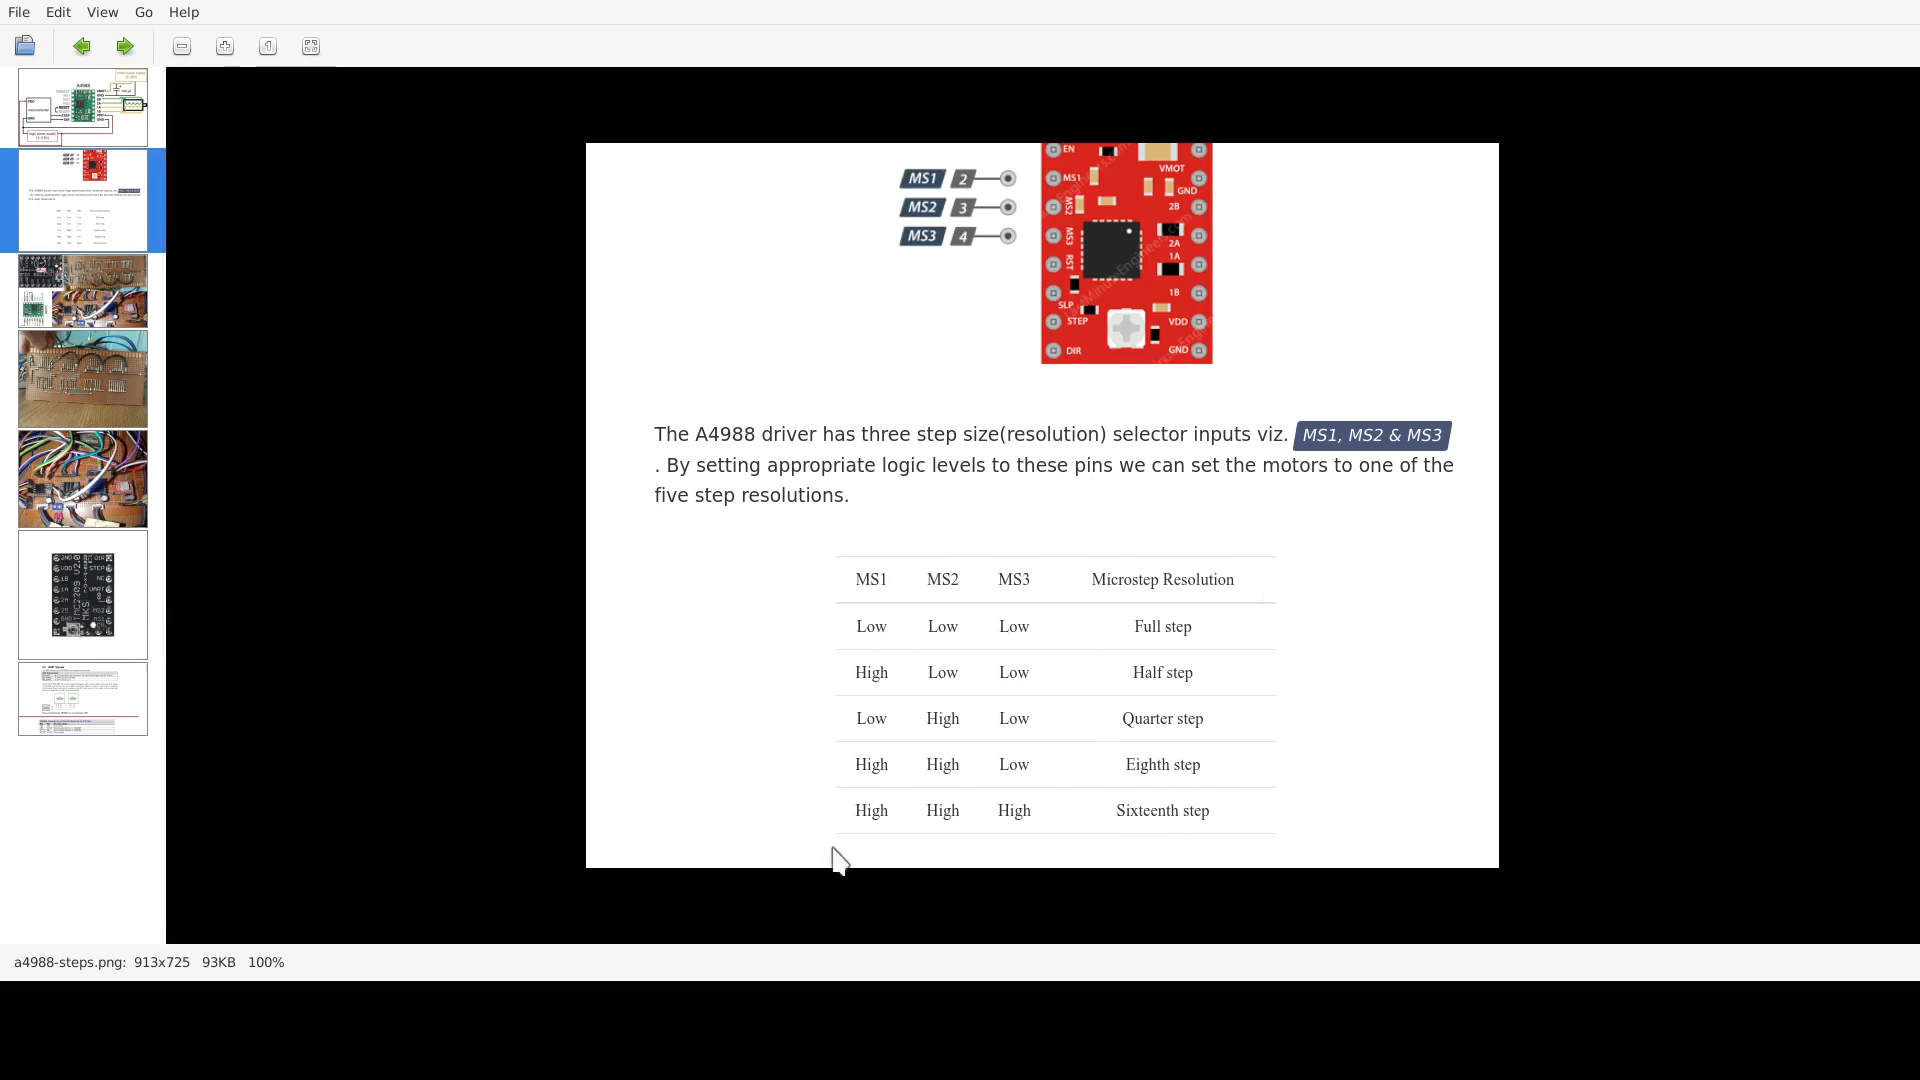 File Edit View Go Help
A4988
EN
MS1 2 MS1 VMOT
GND
MS2 3 MS2 2B
MS3 4 MS3 2A
RST 1A
SLP 1B
STEP VDD
DIR GND
The A4988 driver has three step size(resolution) selector inputs viz. MS1, MS2 & MS3
. By setting appropriate logic levels to these pins we can set the motors to one of the
five step resolutions.
MS1 MS2 MS3 Microstep Resolution
Low Low Low Full step
High Low Low Half step
Low High Low Quarter step
High High Low Eighth step
High High High Sixteenth step
a4988-steps.png: 913x725 93KB 100%